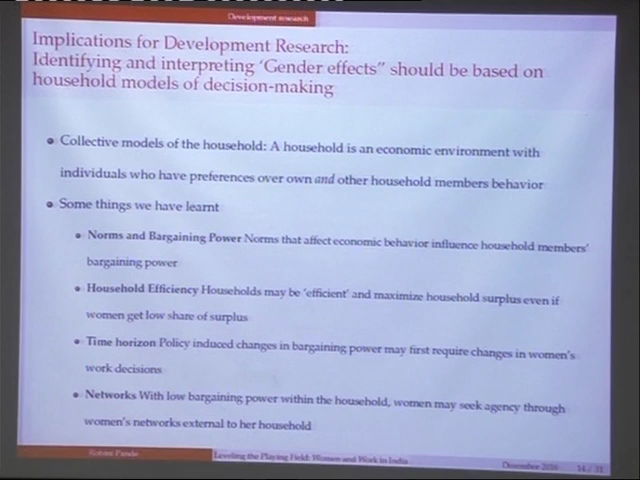 Development research
Implications for Development Research:
Identifying and interpreting 'Gender effects" should be based on
household models of decision-making
Collective models of the household: A household is an economic environment with
individuals who have preferences over own and other household members behavior
Some things we have learnt
Norms and Bargaining Power Norms that affect economic behavior influence household members'
bargaining power
Household Efficiency Households may be 'efficient' and maximize household surplus even if
women get low share of surplus
Time horizon Policy induced changes in bargaining power may first require changes in women's
work decisions
Networks With low bargaining power within the household, women may seek agency through
women's networks external to her household
Rohini Pande
Leveling the Playing Field: Women and Work in India
December 2016 14 / 31